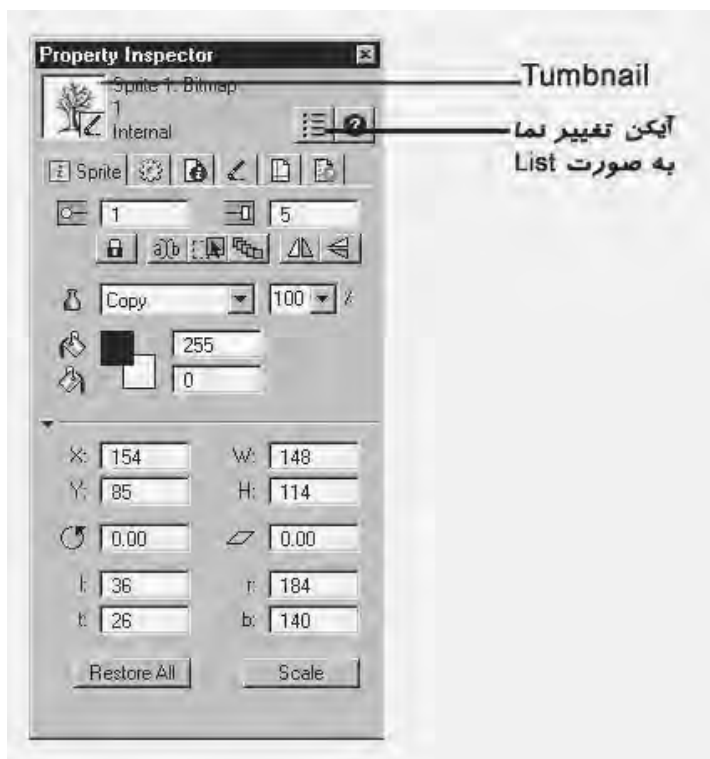 Property Inspector
Sprite 1: Bitmap
1
Internal
Tumbnail
آیکن تغییر نما
به صورت List
Sprite
1 5
Copy 100 %
255
0
X: 154 W: 148
Y: 85 H: 114
0.00 0.00
l: 36 r: 184
t: 26 b: 140
Restore All Scale